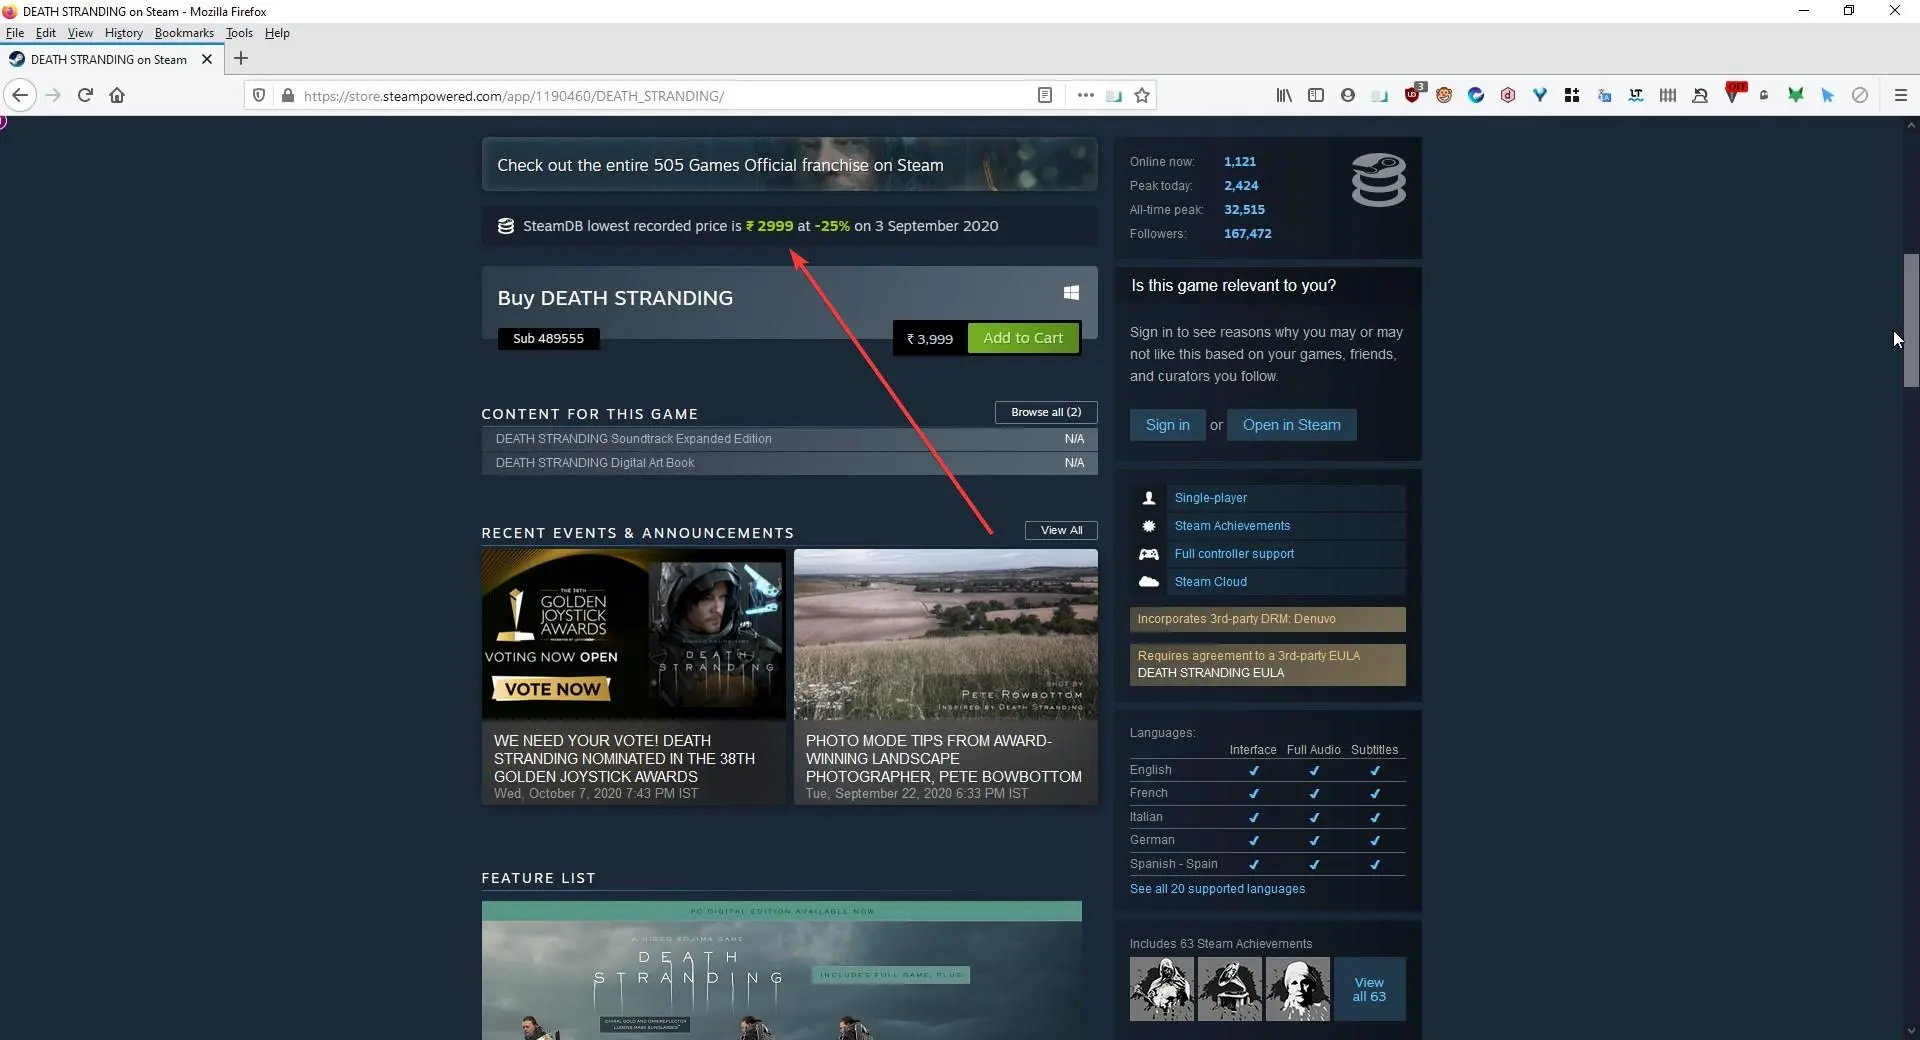 DEATH STRANDING on Steam - Mozilla Firefox
File Edit View History Bookmarks Tools Help
DEATH STRANDING on Steam
https://store.steampowered.com/app/1190460/DEATH_STRANDING/
3
OFF
Check out the entire 505 Games Official franchise on Steam
SteamDB lowest recorded price is ₹ 2999 at -25% on 3 September 2020
Buy DEATH STRANDING
Sub 489555
₹ 3,999
Add to Cart
CONTENT FOR THIS GAME
Browse all (2)
DEATH STRANDING Soundtrack Expanded Edition N/A
DEATH STRANDING Digital Art Book N/A
RECENT EVENTS & ANNOUNCEMENTS
View All
THE 38TH
GOLDEN
JOYSTICK
AWARDS
VOTING NOW OPEN
VOTE NOW
DEATH
STRANDING
SHOT BY
PETE ROWBOTTOM
INSPIRED BY DEATH STRANDING
WE NEED YOUR VOTE! DEATH
STRANDING NOMINATED IN THE 38TH
GOLDEN JOYSTICK AWARDS
Wed, October 7, 2020 7:43 PM IST
PHOTO MODE TIPS FROM AWARD-
WINNING LANDSCAPE
PHOTOGRAPHER, PETE BOWBOTTOM
Tue, September 22, 2020 6:33 PM IST
FEATURE LIST
PC DIGITAL EDITION AVAILABLE NOW
A HIDEO KOJIMA GAME
DEATH
STRANDING
INCLUDES FULL GAME, PLUS:
CHIRAL GOLD AND OMNIREFLECTOR
LUDENS MASK SUNGLASSES
Online now: 1,121
Peak today: 2,424
All-time peak: 32,515
Followers: 167,472
Is this game relevant to you?
Sign in to see reasons why you may or may
not like this based on your games, friends,
and curators you follow.
Sign in or Open in Steam
Single-player
Steam Achievements
Full controller support
Steam Cloud
Incorporates 3rd-party DRM: Denuvo
Requires agreement to a 3rd-party EULA
DEATH STRANDING EULA
Languages:
Interface Full Audio Subtitles
English ✔ ✔ ✔
French ✔ ✔ ✔
Italian ✔ ✔ ✔
German ✔ ✔ ✔
Spanish - Spain ✔ ✔ ✔
See all 20 supported languages
Includes 63 Steam Achievements
View
all 63